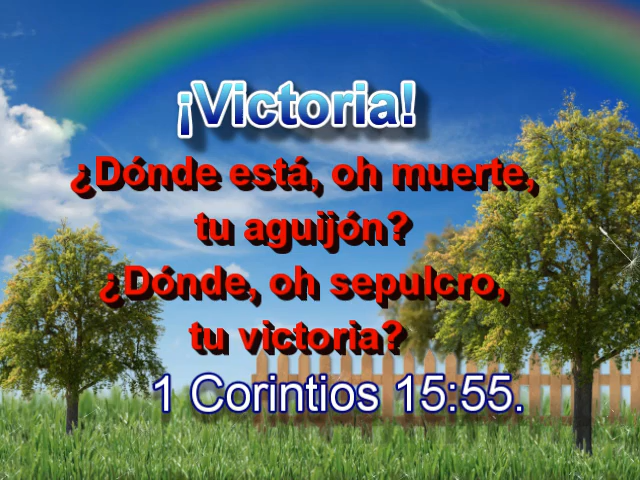 ¡Victoria!
¿Dónde está, oh muerte,
tu aguijón?
¿Dónde, oh sepulcro,
tu victoria?
1 Corintios 15:55.